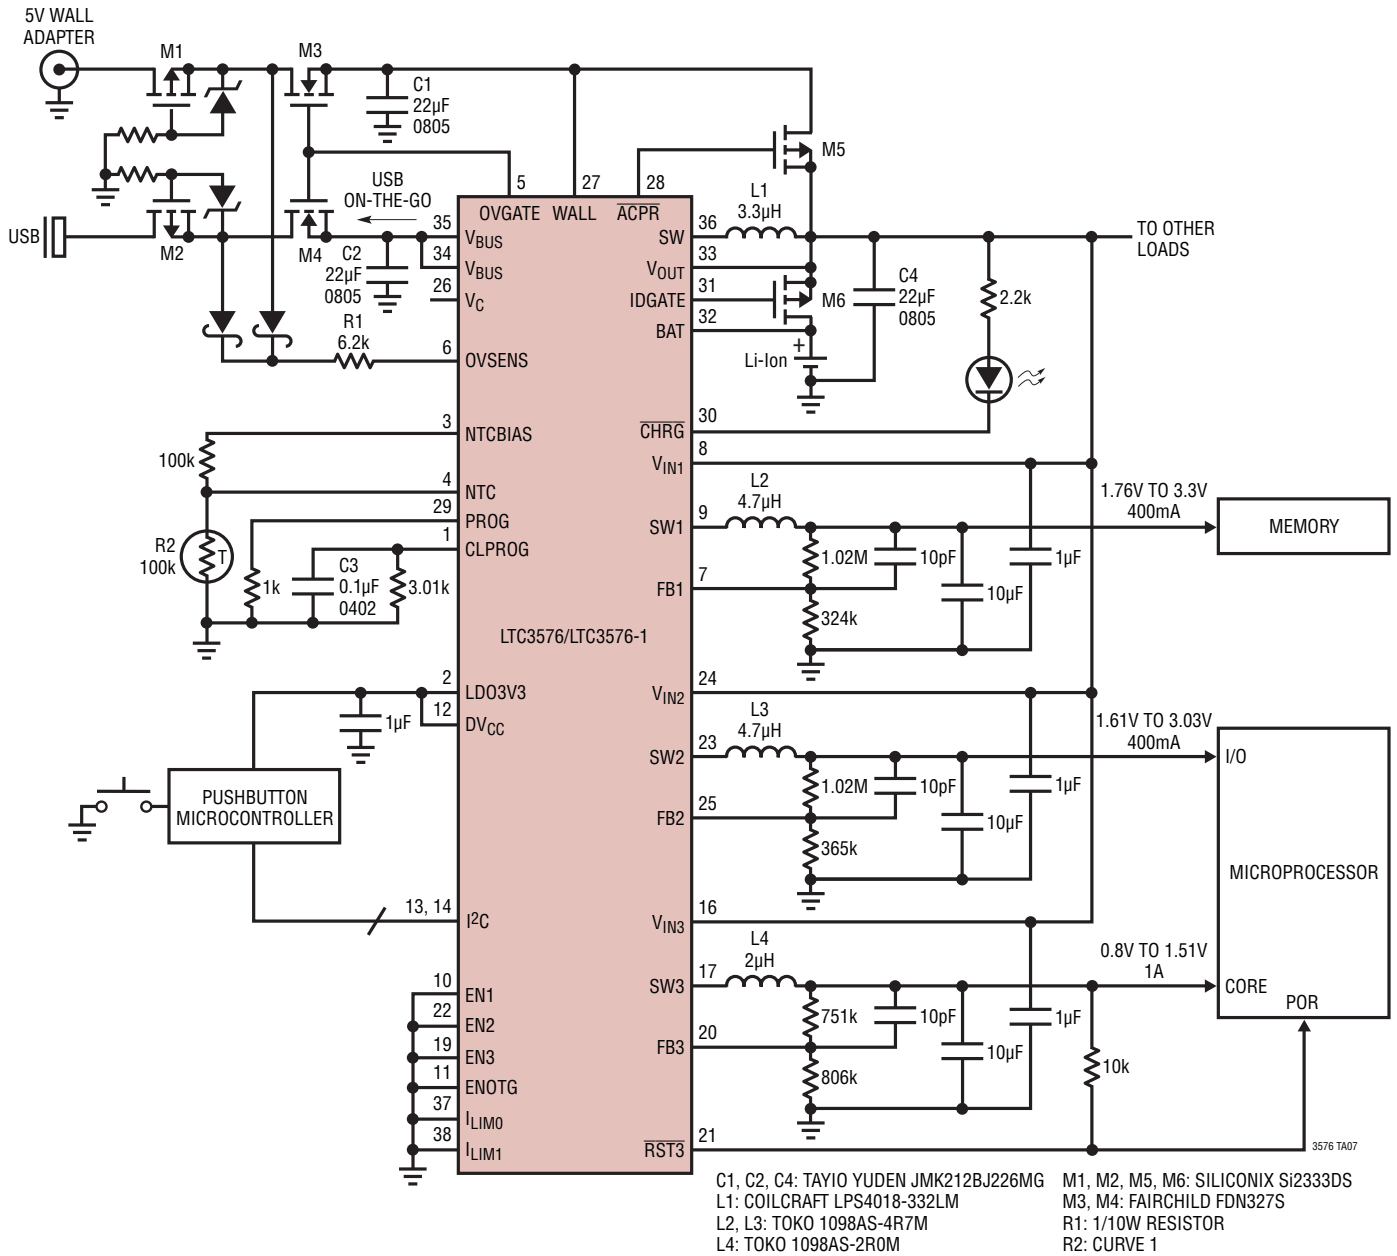 5V WALL
ADAPTER
M1
M3
C1
22µF
0805
M5
USB
ON-THE-GO
5
27
28
L1
3.3µH
OVGATE
WALL
ACPR
USB
M2
M4
C2
22µF
0805
35
VBUS
34
VBUS
26
VC
36
SW
33
VOUT
31
IDGATE
32
BAT
M6
C4
22µF
0805
TO OTHER
LOADS
2.2k
R1
6.2k
6
OVSENS
+
Li-Ion
3
NTCBIAS
100k
4
NTC
29
PROG
1
CLPROG
R2
100k
T
1k
C3
0.1µF
0402
3.01k
30
CHRG
8
VIN1
L2
4.7µH
9
SW1
1.76V TO 3.3V
400mA
MEMORY
1.02M
10pF
1µF
7
FB1
10µF
324k
LTC3576/LTC3576-1
2
LDO3V3
12
DVCC
1µF
PUSHBUTTON
MICROCONTROLLER
24
VIN2
L3
4.7µH
23
SW2
1.61V TO 3.03V
400mA
I/O
1.02M
10pF
1µF
25
FB2
10µF
365k
MICROPROCESSOR
13, 14
I2C
16
VIN3
L4
2µH
17
SW3
0.8V TO 1.51V
1A
CORE
POR
751k
10pF
1µF
20
FB3
10µF
806k
10k
10
EN1
22
EN2
19
EN3
11
ENOTG
37
ILIM0
38
ILIM1
21
RST3
3576 TA07
C1, C2, C4: TAYIO YUDEN JMK212BJ226MG
L1: COILCRAFT LPS4018-332LM
L2, L3: TOKO 1098AS-4R7M
L4: TOKO 1098AS-2R0M
M1, M2, M5, M6: SILICONIX Si2333DS
M3, M4: FAIRCHILD FDN327S
R1: 1/10W RESISTOR
R2: CURVE 1